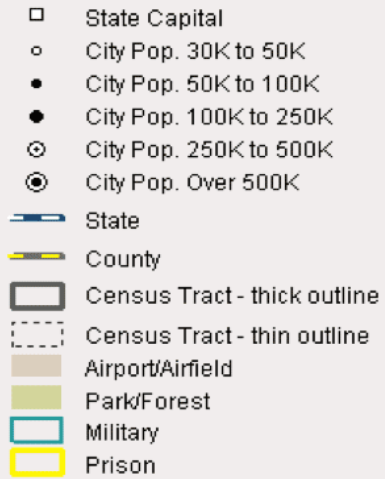 State Capital
City Pop. 30K to 50K
City Pop. 50K to 100K
City Pop. 100K to 250K
City Pop. 250K to 500K
City Pop. Over 500K
State
County
Census Tract - thick outline
Census Tract - thin outline
Airport/Airfield
Park/Forest
Military
Prison